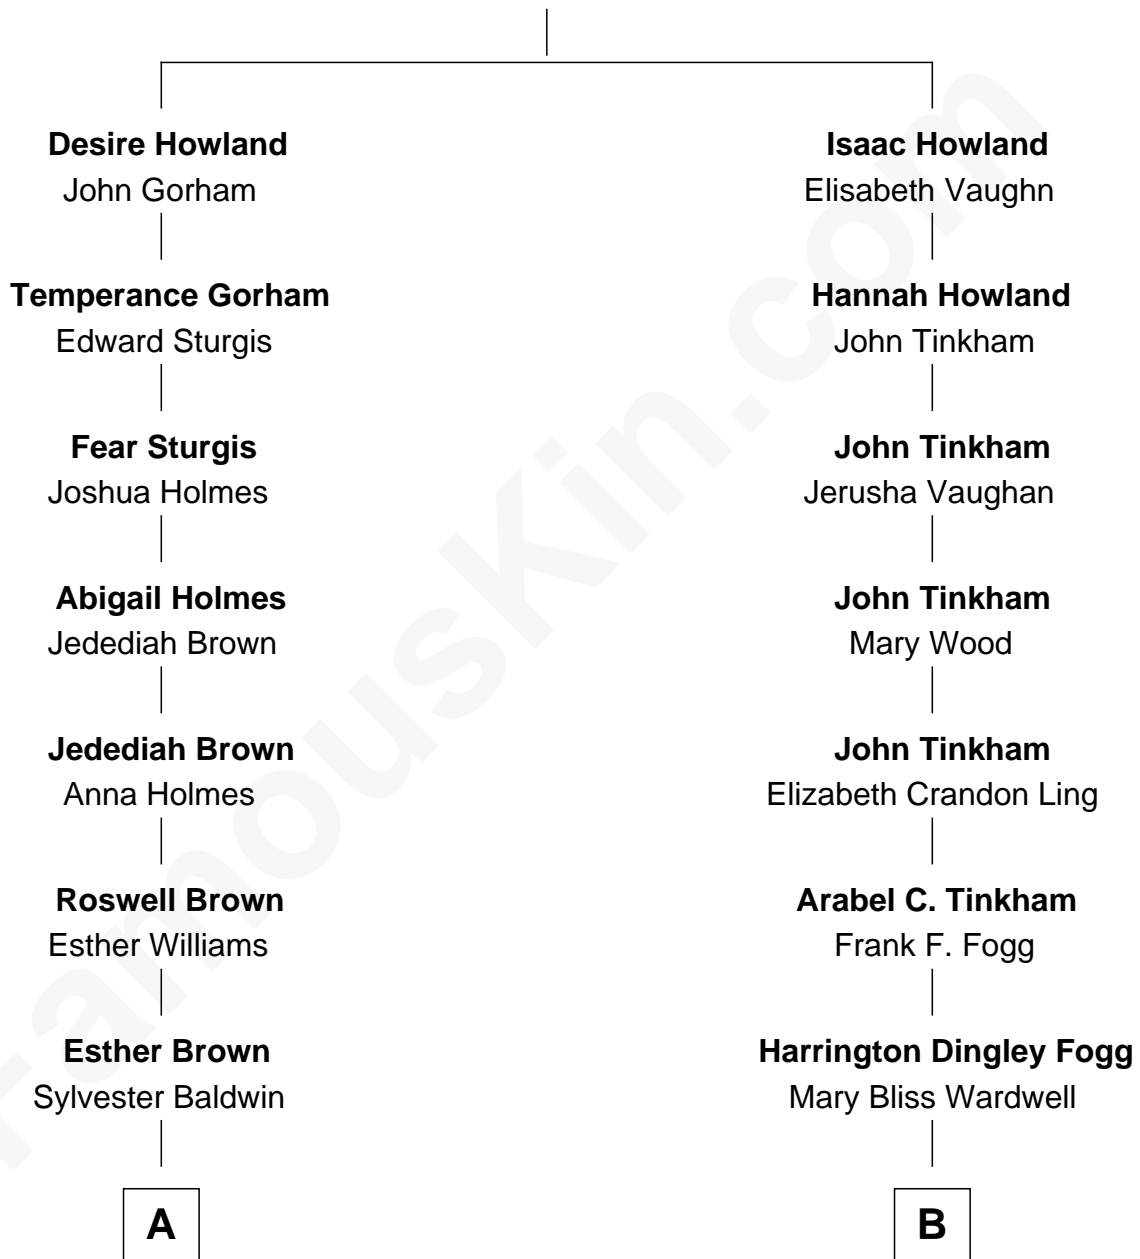 Desire Howland
John Gorham
Temperance Gorham
Edward Sturgis
Fear Sturgis
Joshua Holmes
Abigail Holmes
Jedediah Brown
Jedediah Brown
Anna Holmes
Roswell Brown
Esther Williams
Esther Brown
Sylvester Baldwin
A
Isaac Howland
Elisabeth Vaughn
Hannah Howland
John Tinkham
John Tinkham
Jerusha Vaughan
John Tinkham
Mary Wood
John Tinkham
Elizabeth Crandon Ling
Arabel C. Tinkham
Frank F. Fogg
Harrington Dingley Fogg
Mary Bliss Wardwell
B
FamousKin.com